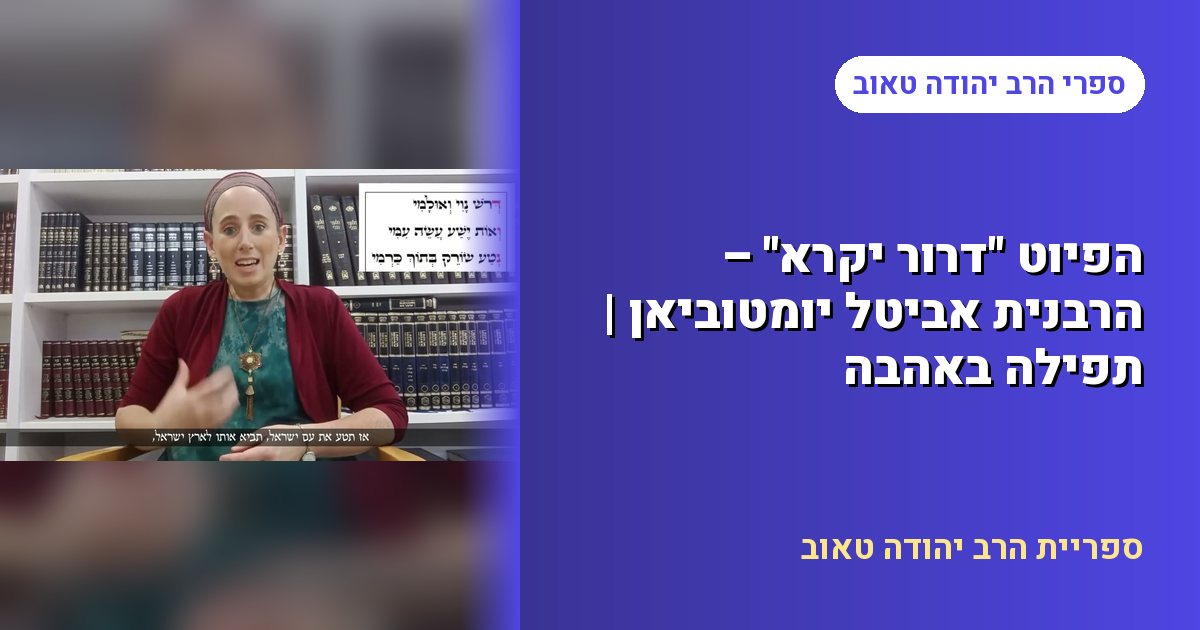 ספרי הרב יהודה טאוב
הפיוט "דרור יקרא" –
הרבנית אביטל יומטוביאן |
תפילה באהבה
ספריית הרב יהודה טאוב
דְּרֹשׁ נָוִי וְאוּלָמִי
וְאוֹת יֶשַׁע עֲשֵׂה עִמִּי
נְטַע שׂוֹרֵק בְּתוֹךְ כַּרְמִי
אז תטע את עם ישראל, תביא אותו לארץ ישראל,